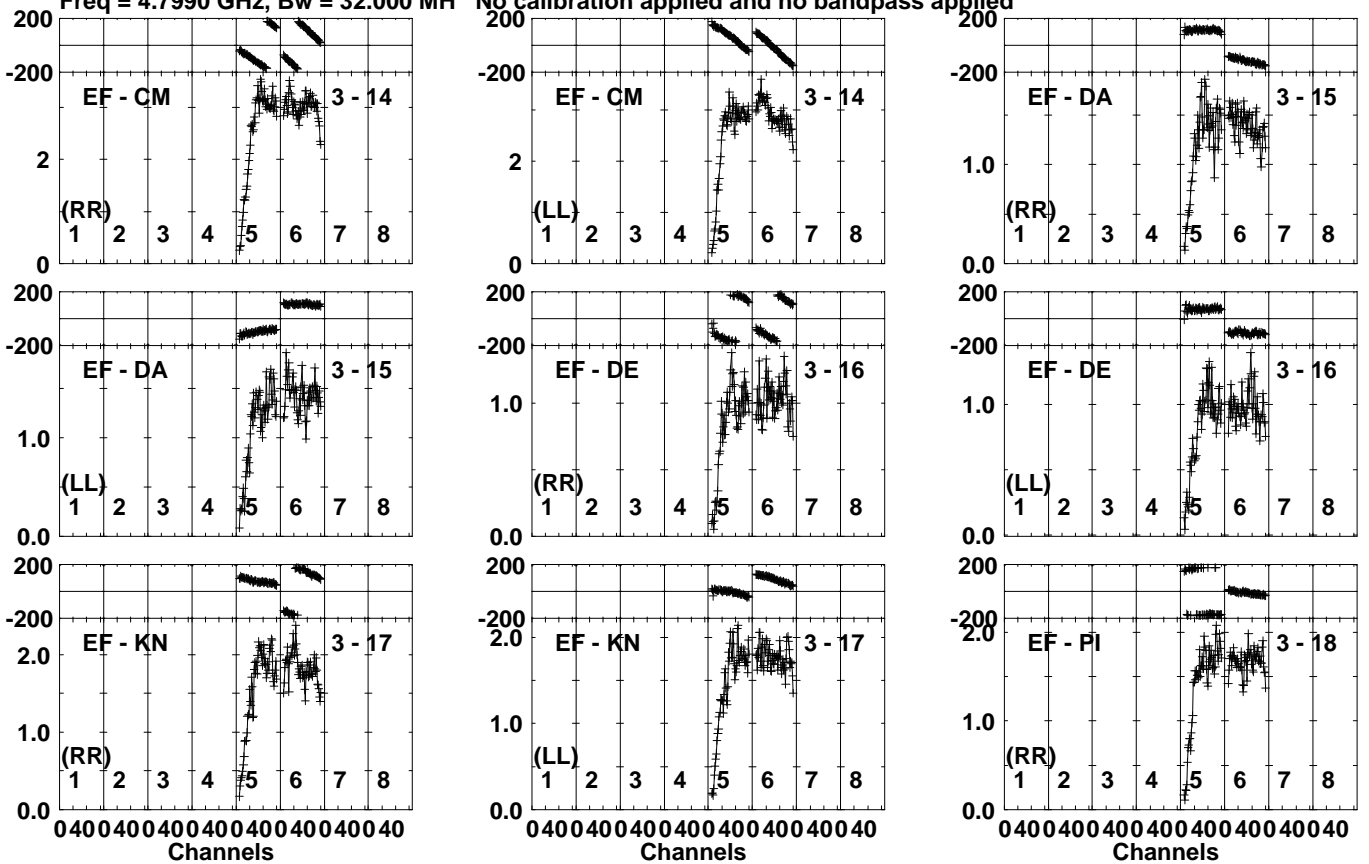 Freq = 4.7990 GHz, Bw = 32.000 MH No calibration applied and no bandpass applied
200 200 200
-200 -200 -200
EF - CM 3 - 14 EF - CM 3 - 14 EF - DA 3 - 15
2 2 1.0
(RR) (LL) (RR)
1 2 3 4 5 6 7 8 1 2 3 4 5 6 7 8 1 2 3 4 5 6 7 8
0 0 0.0
200 200 200
-200 -200 -200
EF - DA 3 - 15 EF - DE 3 - 16 EF - DE 3 - 16
1.0 1.0 1.0
(LL) (RR) (LL)
1 2 3 4 5 6 7 8 1 2 3 4 5 6 7 8 1 2 3 4 5 6 7 8
0.0 0.0 0.0
200 200 200
-200 -200 -200
EF - KN 3 - 17 EF - KN 3 - 17 EF - PI 3 - 18
2.0 2.0 2.0
1.0 1.0 1.0
(RR) (LL) (RR)
1 2 3 4 5 6 7 8 1 2 3 4 5 6 7 8 1 2 3 4 5 6 7 8
0.0 0.0 0.0
0 40 0 40 0 40 0 40 0 40 0 40 0 40 0 40 0 40 0 40 0 40 0 40 0 40 0 40 0 40 0 40 0 40 0 40 0 40 0 40 0 40 0 40 0 40 0 40
Channels Channels Channels